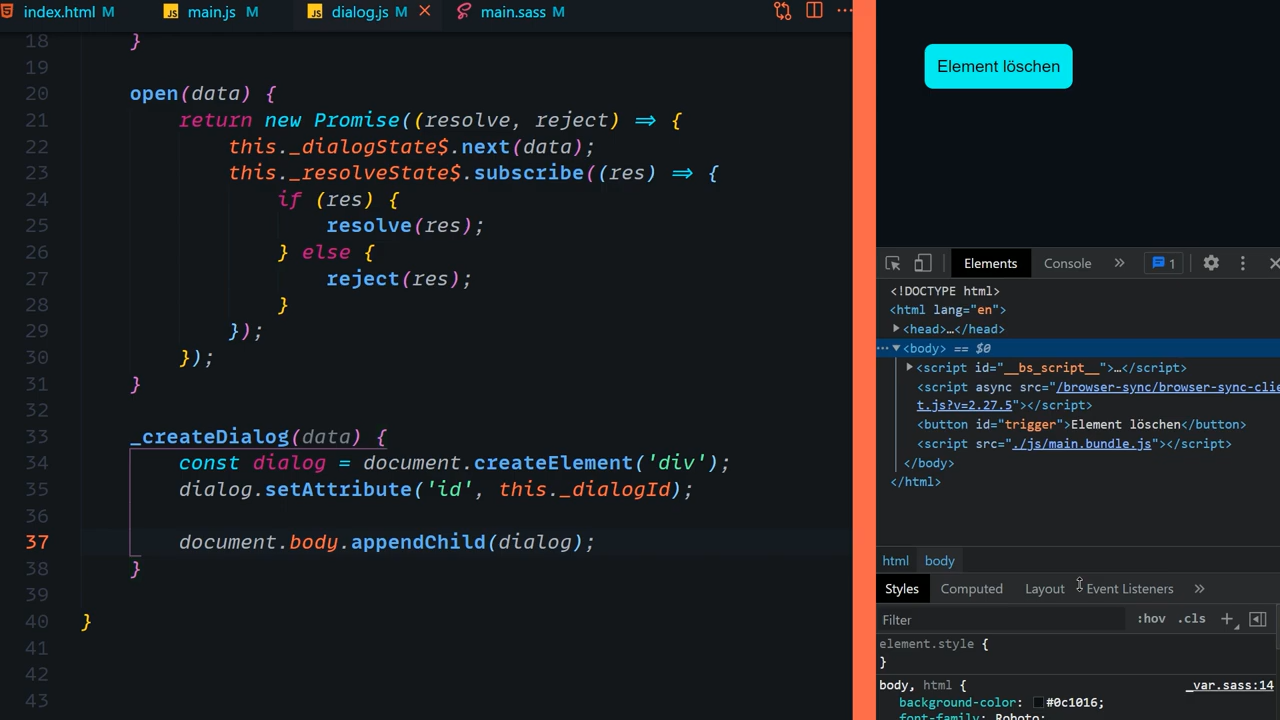 index.html M
main.js M
dialog.js M
main.sass M
18 }
19
20 open(data) {
21 return new Promise((resolve, reject) => {
22 this._dialogState$.next(data);
23 this._resolveState$.subscribe((res) => {
24 if (res) {
25 resolve(res);
26 } else {
27 reject(res);
28 }
29 });
30 });
31 }
32
33 _createDialog(data) {
34 const dialog = document.createElement('div');
35 dialog.setAttribute('id', this._dialogId);
36
37 document.body.appendChild(dialog);
38 }
39
40 }
41
42
43
Element löschen
Elements Console » 1
<!DOCTYPE html>
<html lang="en">
<head>…</head>
<body> == $0
<script id="__bs_script__">…</script>
<script async src="/browser-sync/browser-sync-clie
t.js?v=2.27.5"></script>
<button id="trigger">Element löschen</button>
<script src="./js/main.bundle.js"></script>
</body>
</html>
html body
Styles Computed Layout Event Listeners »
Filter :hov .cls +
element.style {
}
body, html { _var.sass:14
background-color: #0c1016;
font-family: Roboto;